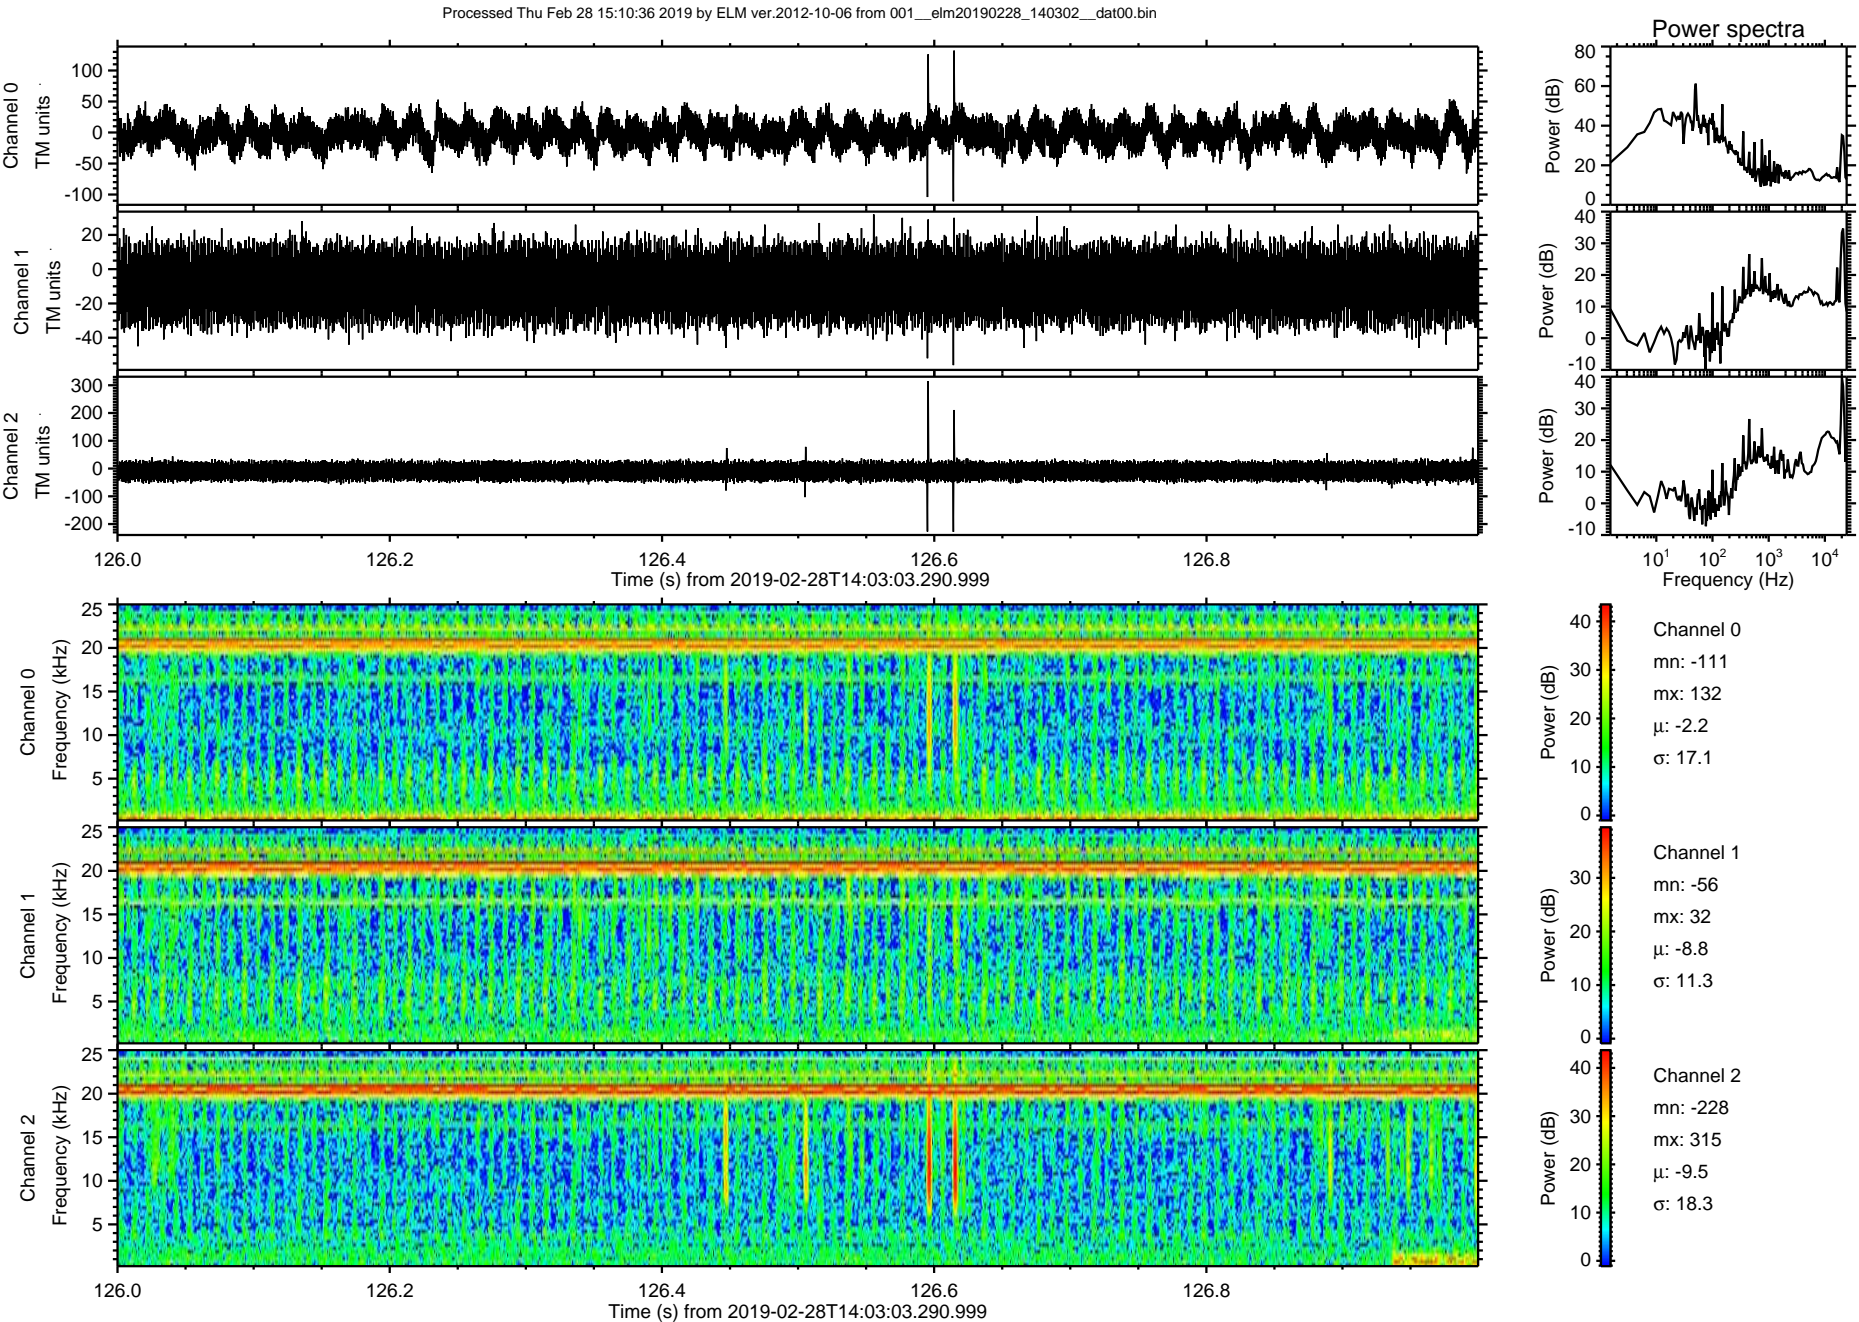 Processed Thu Feb 28 15:10:36 2019 by ELM ver.2012-10-06 from 001__elm20190228_140302__dat00.bin
Power spectra
Channel 0
TM units
100
50
0
-50
-100
Power (dB)
80
60
40
20
0
Channel 1
TM units
20
0
-20
-40
Power (dB)
40
30
20
10
0
-10
Channel 2
TM units
300
200
100
0
-100
-200
Power (dB)
40
30
20
10
0
-10
126.0 126.2 126.4 126.6 126.8
Time (s) from 2019-02-28T14:03:03.290.999
10¹ 10² 10³ 10⁴
Frequency (Hz)
Channel 0
Frequency (kHz)
25
20
15
10
5
Power (dB)
40
30
20
10
0
Channel 0
mn: -111
mx: 132
μ: -2.2
σ: 17.1
Channel 1
Frequency (kHz)
25
20
15
10
5
Power (dB)
30
20
10
0
Channel 1
mn: -56
mx: 32
μ: -8.8
σ: 11.3
Channel 2
Frequency (kHz)
25
20
15
10
5
Power (dB)
40
30
20
10
0
Channel 2
mn: -228
mx: 315
μ: -9.5
σ: 18.3
126.0 126.2 126.4 126.6 126.8
Time (s) from 2019-02-28T14:03:03.290.999